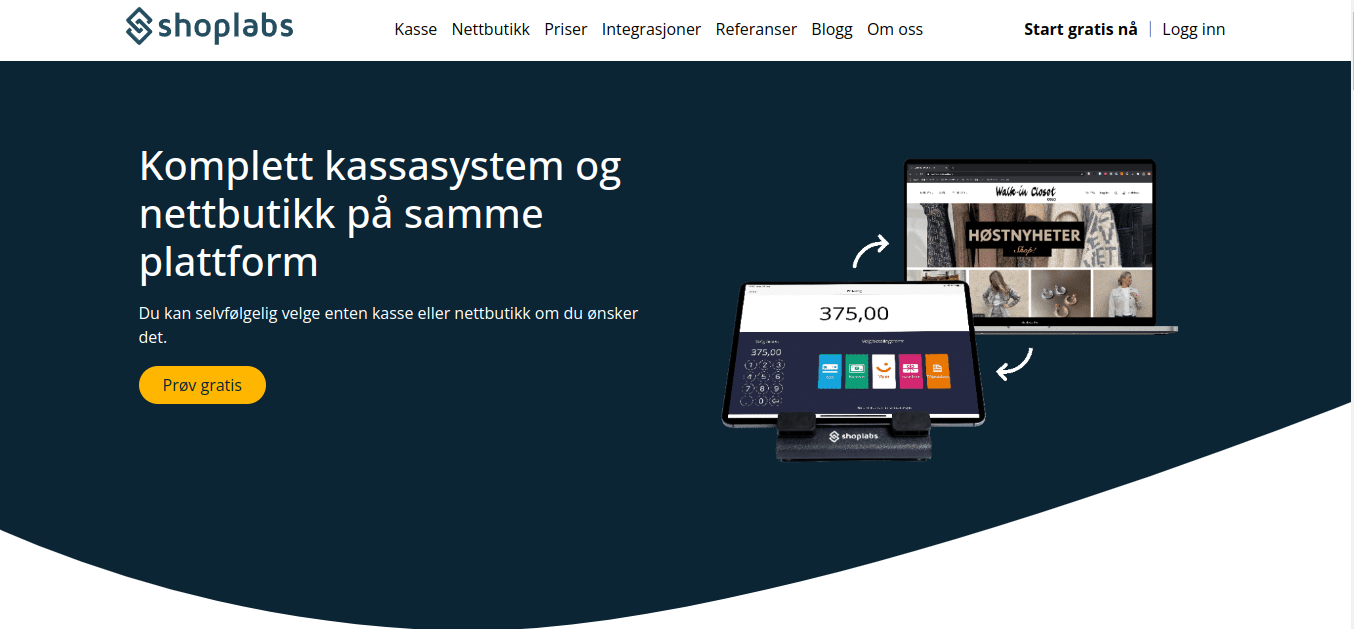 shoplabs
Kasse Nettbutikk Priser Integrasjoner Referanser Blogg Om oss
Start gratis nå Logg inn
Komplett kassasystem og
nettbutikk på samme
plattform
Du kan selvfølgelig velge enten kasse eller nettbutikk om du ønsker
det.
Prøv gratis
Walk-in Closet
HØSTNYHETER
Shop!
375,00
375,00
1 2 3
4 5 6
7 8 9
0
shoplabs